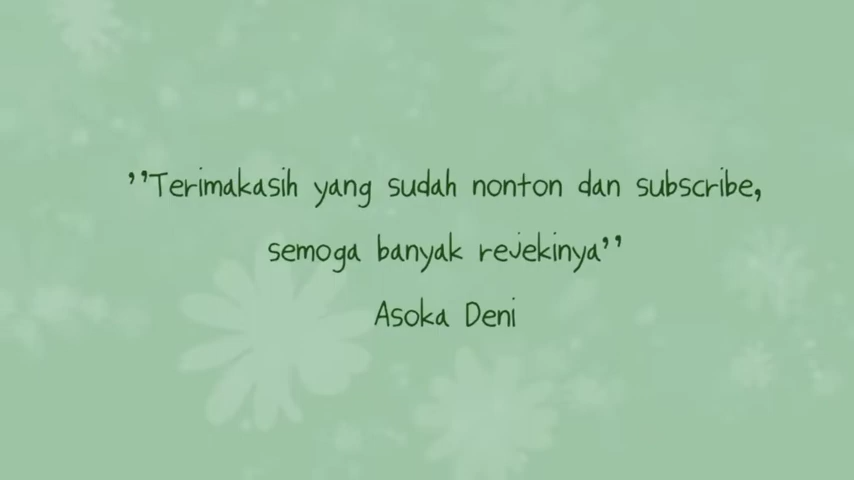 ’’Terimakasih yang sudah nonton dan subscribe,
semoga banyak rejekinya’’
Asoka Deni